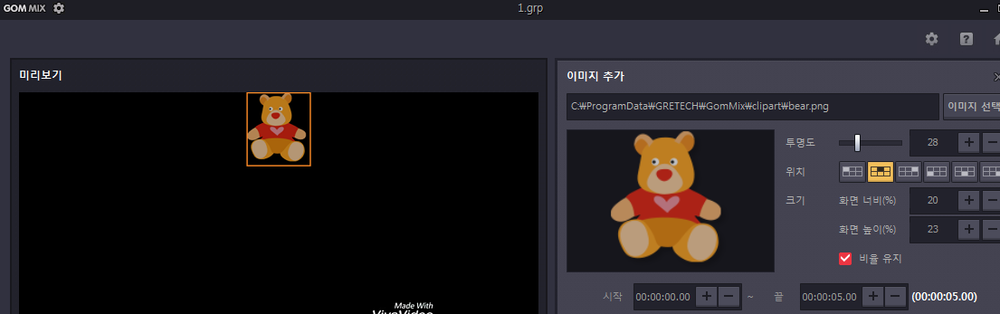 GOM MIX
1.grp
미리보기
이미지 추가
C:₩ProgramData₩GRETECH₩GomMix₩clipart₩bear.png
이미지 선택
투명도
28
위치
크기
화면 너비(%)
20
화면 높이(%)
23
비율 유지
시작
00:00:00.00
~
끝
00:00:05.00
(00:00:05.00)
Made With
VivaVideo